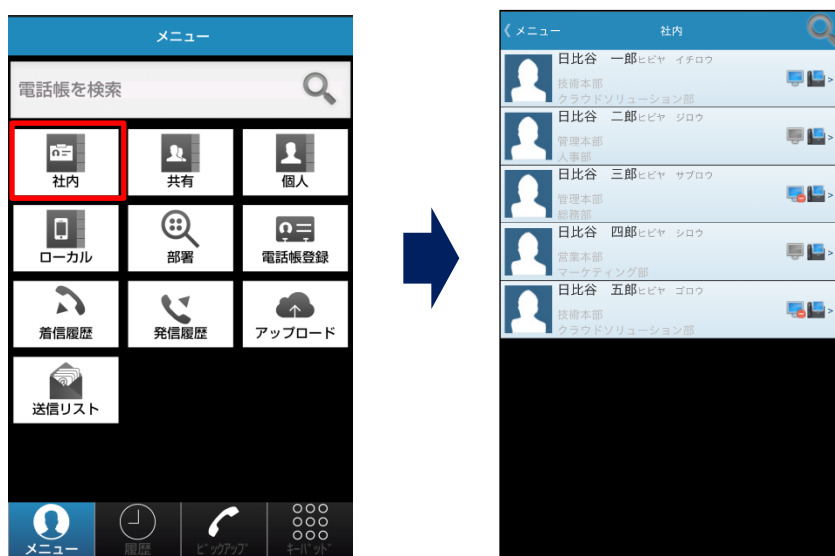 メニュー
電話帳を検索
社内
共有
個人
ローカル
部署
電話帳登録
着信履歴
発信履歴
アップロード
送信リスト
メニュー
履歴
ピックアップ
キーパット
メニュー
社内
日比谷 一郎ヒビヤ イチロウ
技術本部
クラウドソリューション部
日比谷 二郎ヒビヤ ジロウ
管理本部
人事部
日比谷 三郎ヒビヤ サブロウ
管理本部
総務部
日比谷 四郎ヒビヤ シロウ
営業本部
マーケティング部
日比谷 五郎ヒビヤ ゴロウ
技術本部
クラウドソリューション部